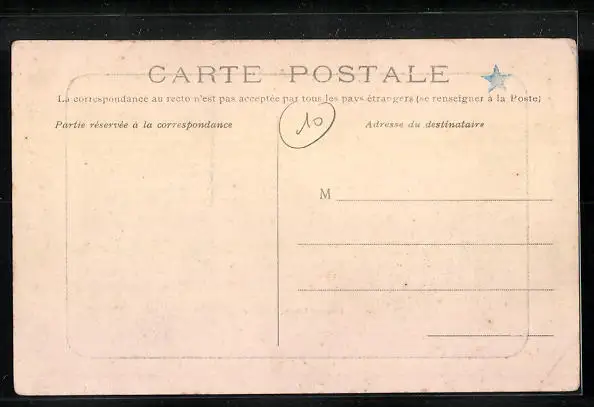 CARTE POSTALE
La correspondance au recto n'est pas acceptée par tous les pays étrangers (se renseigner à la Poste)
Partie réservée à la correspondance
10
Adresse du destinataire
M